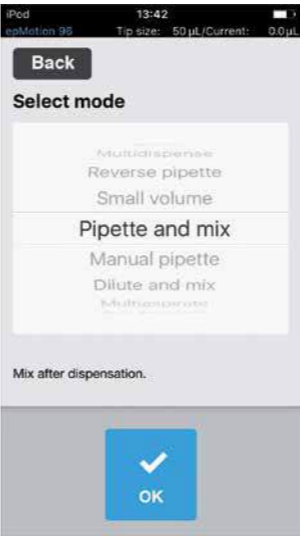 iPod 13:42
epMotion 96 Tip size: 50 µL/Current: 0.0 µL
Back
Select mode
Multidispense
Reverse pipette
Small volume
Pipette and mix
Manual pipette
Dilute and mix
Multiaspirate
Mix after dispensation.
OK